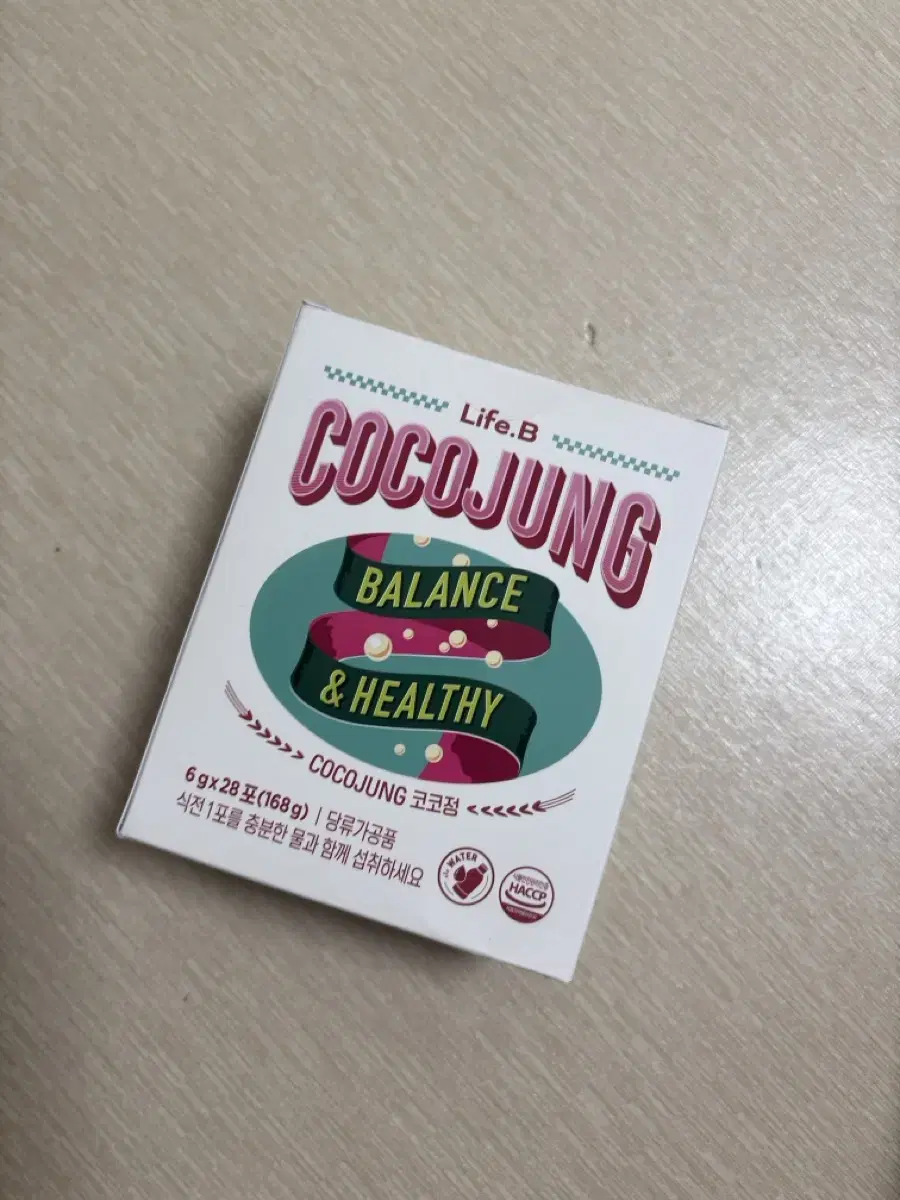 Life.B
COCOJUNG
BALANCE
& HEALTHY
COCOJUNG 코코정
6 g x 28 포 (168 g) | 당류가공품
식전 1포를 충분한 물과 함께 섭취하세요
WATER
HACCP